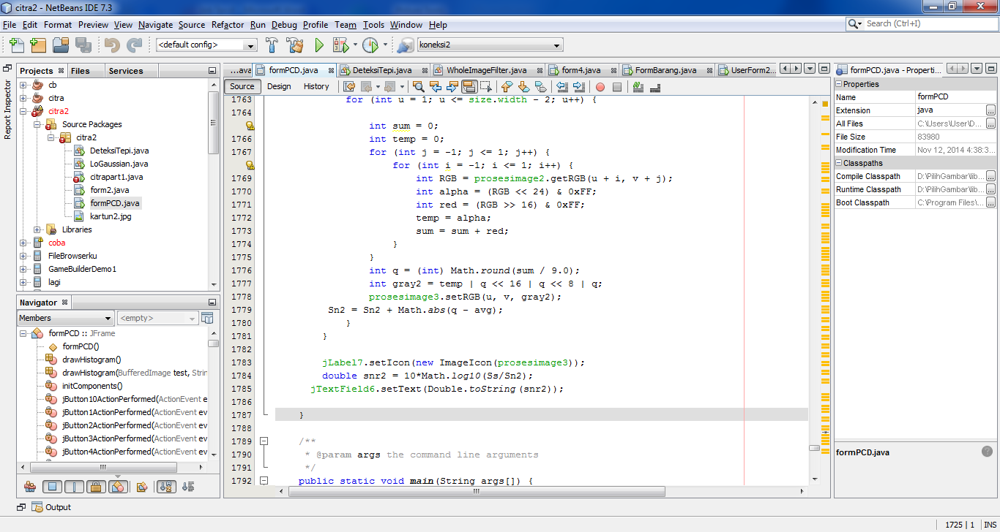 citra2 - NetBeans IDE 7.3
File Edit Format Preview View Navigate Source Refactor Run Debug Profile Team Tools Window Help
Search (Ctrl+I)
<default config>
koneksi2
Report Inspector
Projects Files Services
cb
citra
citra2
Source Packages
citra2
DeteksiTepi.java
LoGaussian.java
citrapart1.java
form2.java
formPCD.java
kartun2.jpg
Libraries
coba
FileBrowserku
GameBuilderDemo1
lagi
Navigator
Members
<empty>
formPCD :: JFrame
formPCD()
drawHistogram()
drawHistogram(BufferedImage test, Strin
initComponents()
jButton10ActionPerformed(ActionEvent e
jButton1ActionPerformed(ActionEvent ev
jButton2ActionPerformed(ActionEvent ev
jButton3ActionPerformed(ActionEvent ev
jButton4ActionPerformed(ActionEvent ev
Output
...ava formPCD.java DeteksiTepi.java WholeImageFilter.java form4.java FormBarang.java UserForm2...
Source Design History
1763 for (int u = 1; u <= size.width - 2; u++) {
1764
int sum = 0;
1766 int temp = 0;
1767 for (int j = -1; j <= 1; j++) {
for (int i = -1; i <= 1; i++) {
1769 int RGB = prosesimage2.getRGB(u + i, v + j);
1770 int alpha = (RGB << 24) & 0xFF;
1771 int red = (RGB >> 16) & 0xFF;
1772 temp = alpha;
1773 sum = sum + red;
1774 }
1775 }
1776 int q = (int) Math.round(sum / 9.0);
1777 int gray2 = temp | q << 16 | q << 8 | q;
1778 prosesimage3.setRGB(u, v, gray2);
1779 Sn2 = Sn2 + Math.abs(q - avg);
1780 }
1781 }
1782
1783 jLabel7.setIcon(new ImageIcon(prosesimage3));
1784 double snr2 = 10*Math.log10(Ss/Sn2);
1785 jTextField6.setText(Double.toString(snr2));
1786
1787 }
1788
1789 /**
1790 * @param args the command line arguments
1791 */
1792 public static void main(String args[]) {
formPCD.java - Properti...
Properties
Name formPCD
Extension java
All Files C:\Users\User\D...
File Size 83980
Modification Time Nov 12, 2014 4:38:3...
Classpaths
Compile Classpath D:\PilihGambar\lib...
Runtime Classpath D:\PilihGambar\lib...
Boot Classpath C:\Program Files\...
formPCD.java
1725 | 1 INS